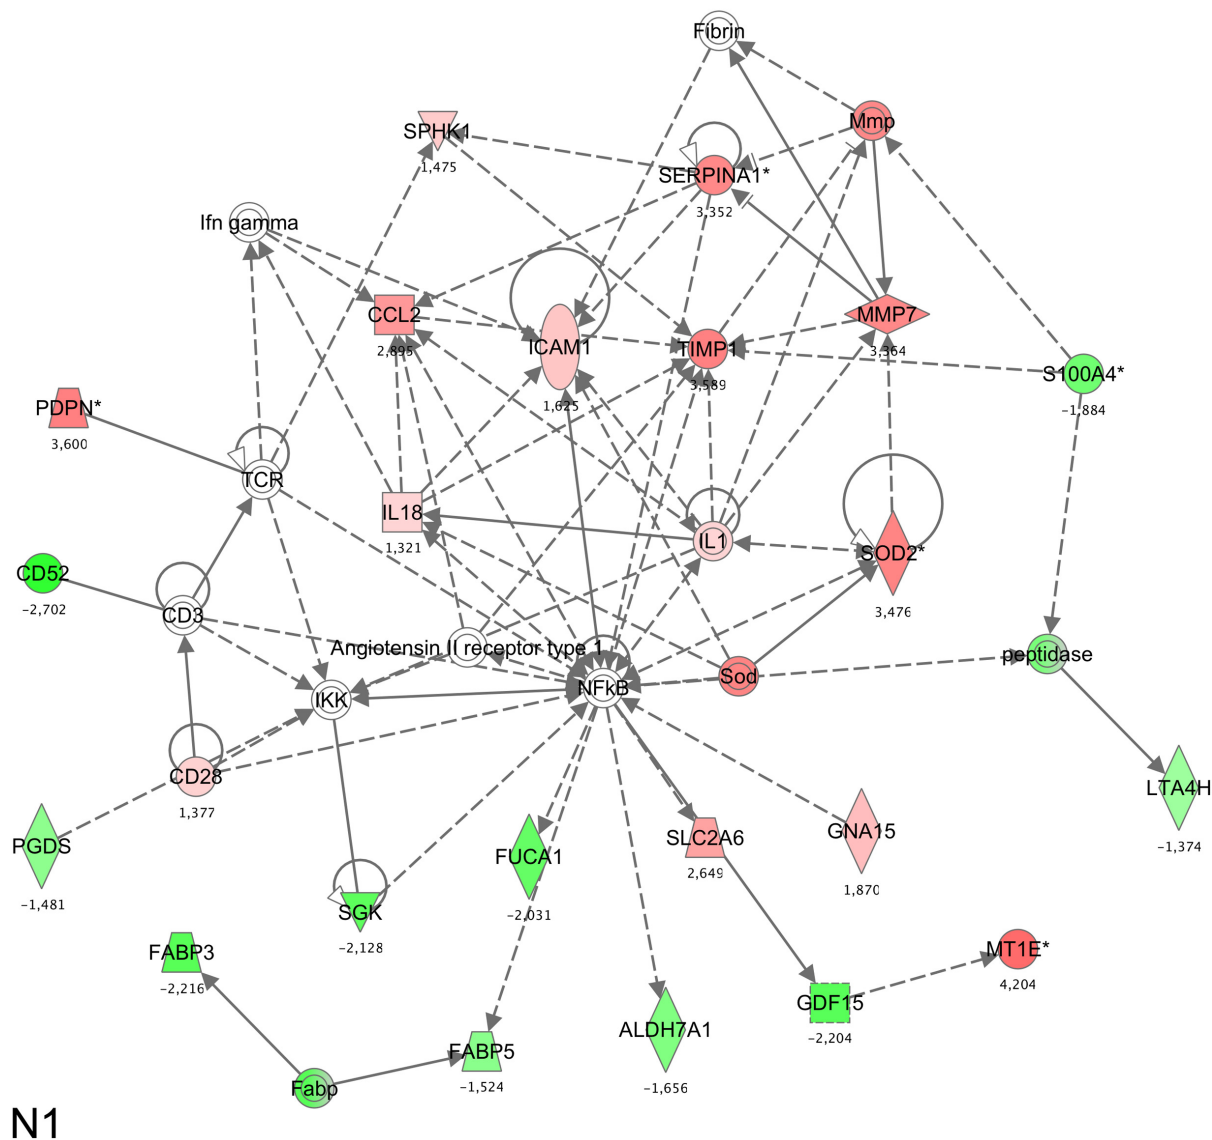 Fibrin
Mmp
SPHK1
1,475
SERPINA1*
3,352
Ifn gamma
CCL2
2,895
ICAM1
1,625
TIMP1
3,589
MMP7
3,364
S100A4*
-1,884
PDPN*
3,600
TCR
IL18
1,321
IL1
SOD2*
3,476
CD52
-2,702
CD3
Angiotensin II receptor type 1
peptidase
IKK
NFkB
Sod
CD28
1,377
PGDS
-1,481
FUCA1
-2,031
SLC2A6
2,649
GNA15
1,870
LTA4H
-1,374
SGK
-2,128
FABP3
-2,216
MT1E*
4,204
GDF15
-2,204
ALDH7A1
-1,656
FABP5
-1,524
Fabp
N1